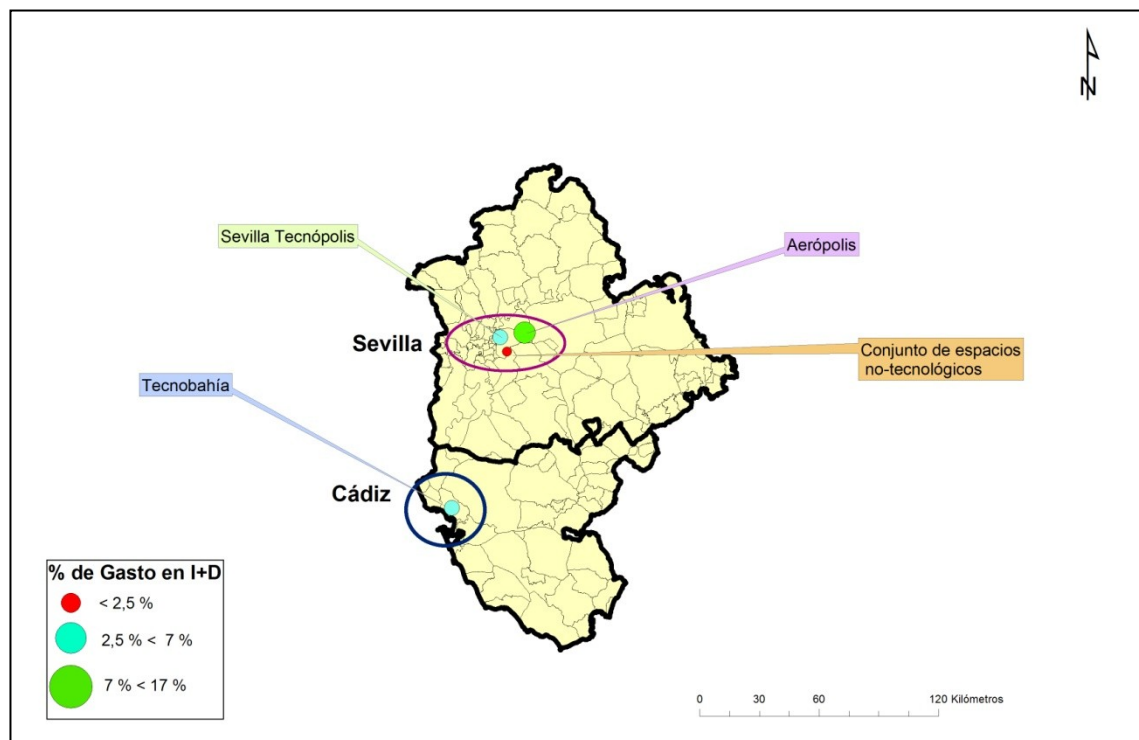 N
Sevilla Tecnópolis
Aerópolis
Sevilla
Conjunto de espacios
no-tecnológicos
Tecnobahía
Cádiz
% de Gasto en I+D
< 2,5 %
2,5 % < 7 %
7 % < 17 %
0 30 60 120 Kilómetros